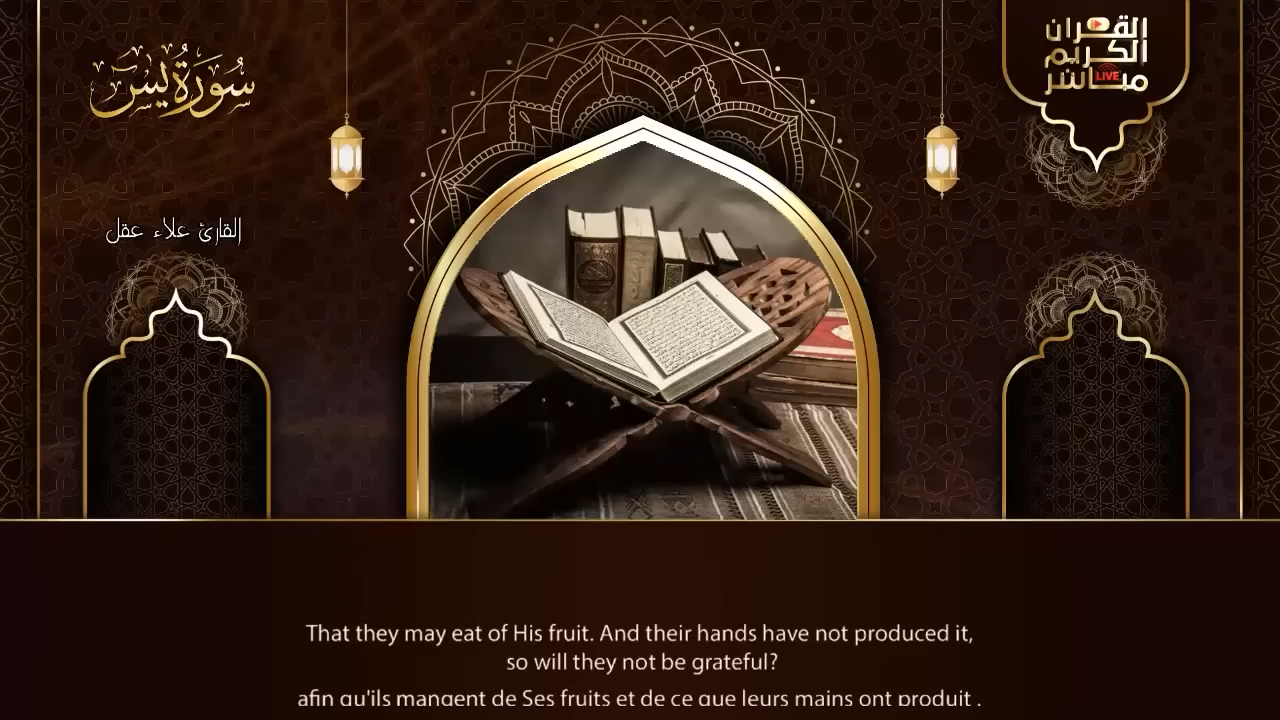 سُورَةُ يس
القران
الكريم
مباشر
LIVE
القارئ علاء عقل
That they may eat of His fruit. And their hands have not produced it,
so will they not be grateful?
afin qu'ils mangent de Ses fruits et de ce que leurs mains ont produit .